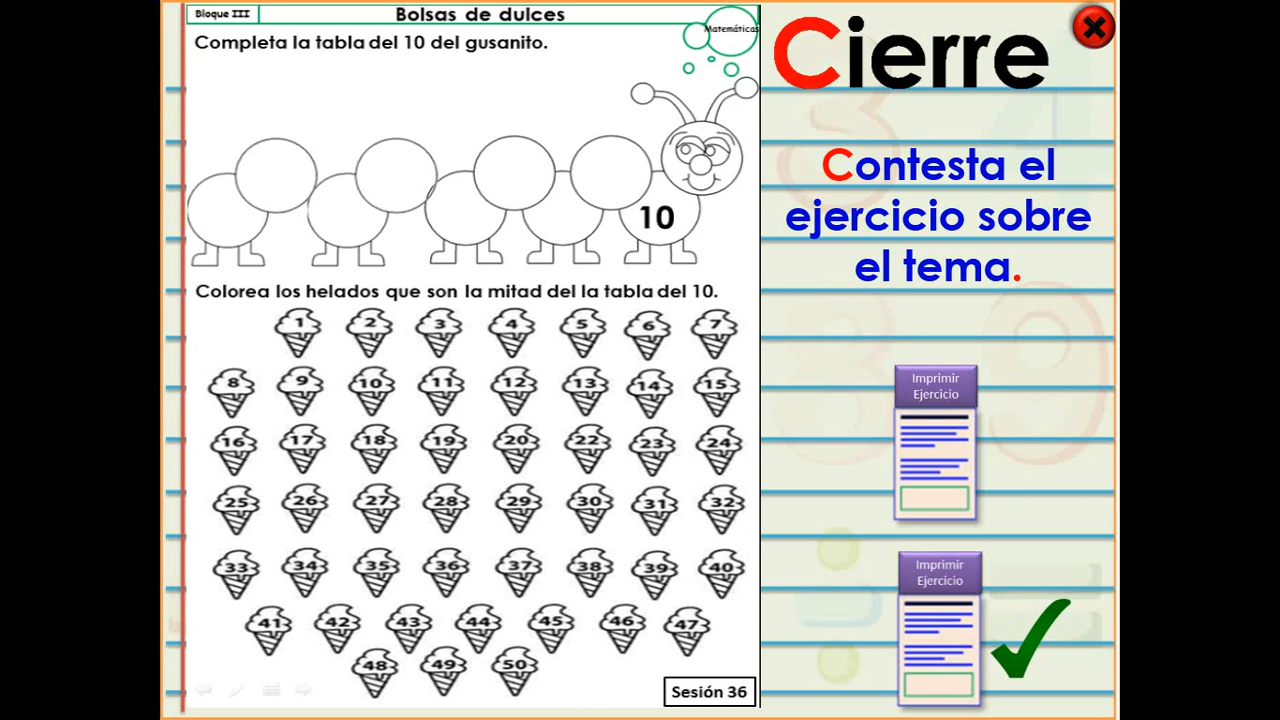 Bloque III
Bolsas de dulces
Matemáticas
Completa la tabla del 10 del gusanito.
10
Colorea los helados que son la mitad del la tabla del 10.
1 2 3 4 5 6 7
8 9 10 11 12 13 14 15
16 17 18 19 20 22 23 24
25 26 27 28 29 30 31 32
33 34 35 36 37 38 39 40
41 42 43 44 45 46 47
48 49 50
Sesión 36
Cierre
Contesta el
ejercicio sobre
el tema.
Imprimir
Ejercicio
Imprimir
Ejercicio